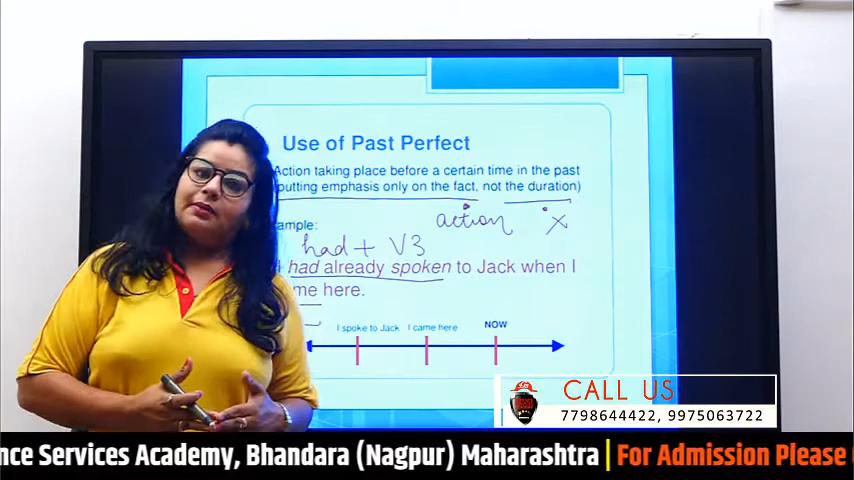 Use of Past Perfect
Action taking place before a certain time in the past
putting emphasis only on the fact, not the duration)
action X
ample:
had + V3
I had already spoken to Jack when I
me here.
I spoke to Jack I came here NOW
CALL US
7798644422, 9975063722
nce Services Academy, Bhandara (Nagpur) Maharashtra | For Admission Please